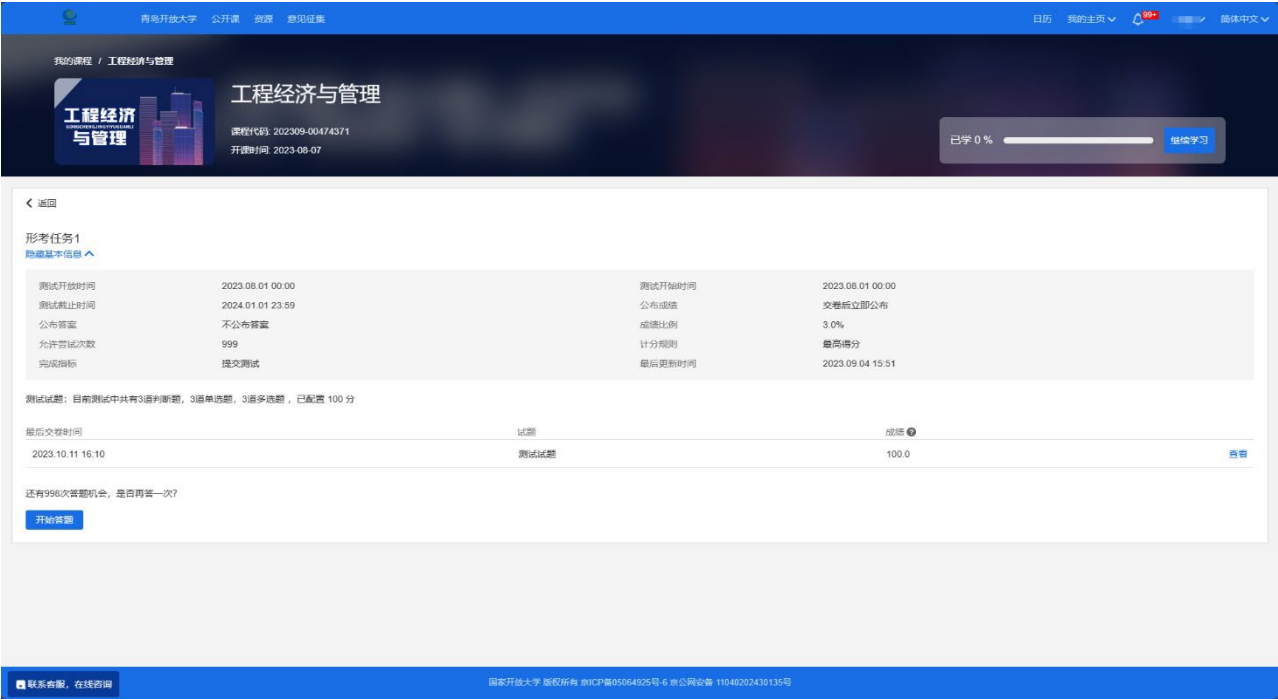 青岛开放大学 公开课 资源 意见征集 日历 我的主页 99+ 简体中文
我的课程 / 工程经济与管理
工程经济
与管理
工程经济与管理
课程代码: 202309-00474371
开课时间: 2023-08-07
已学 0 % 继续学习
返回
形考任务1
隐藏基本信息
测试开放时间 2023.08.01 00:00 测试开始时间 2023.08.01 00:00
测试截止时间 2024.01.01 23:59 公布成绩 交卷后立即公布
公布答案 不公布答案 成绩比例 3.0%
允许尝试次数 999 计分规则 最高得分
完成指标 提交测试 最后更新时间 2023.09.04 15:51
测试试题：目前测试中共有3道判断题，3道单选题，3道多选题，已配置 100 分
最后交卷时间 试题 成绩
2023.10.11 16:10 测试试题 100.0 查看
还有998次答题机会，是否再答一次？
开始答题
联系客服，在线咨询
国家开放大学 版权所有 京ICP备05064925号-6 京公网安备 11040202430135号